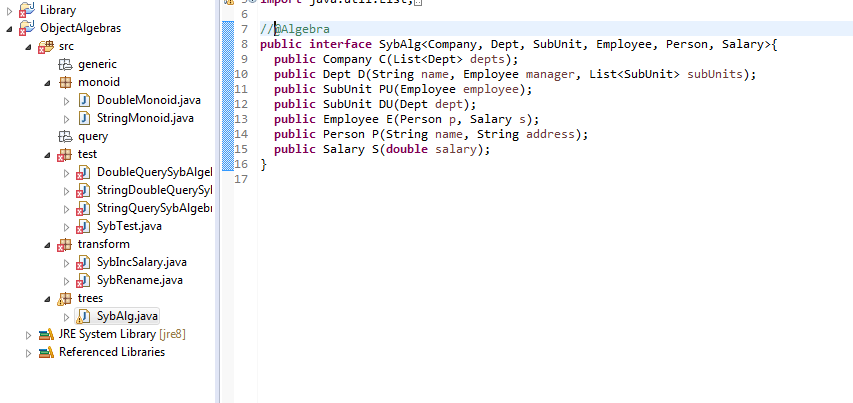 Library
ObjectAlgebras
src
generic
monoid
DoubleMonoid.java
StringMonoid.java
query
test
DoubleQuerySybAlgel
StringDoubleQuerySyl
StringQuerySybAlgebr
SybTest.java
transform
SybIncSalary.java
SybRename.java
trees
SybAlg.java
JRE System Library [jre8]
Referenced Libraries
5 import java.util.List;
6
7 //@Algebra
8 public interface SybAlg<Company, Dept, SubUnit, Employee, Person, Salary>{
9 public Company C(List<Dept> depts);
10 public Dept D(String name, Employee manager, List<SubUnit> subUnits);
11 public SubUnit PU(Employee employee);
12 public SubUnit DU(Dept dept);
13 public Employee E(Person p, Salary s);
14 public Person P(String name, String address);
15 public Salary S(double salary);
16 }
17